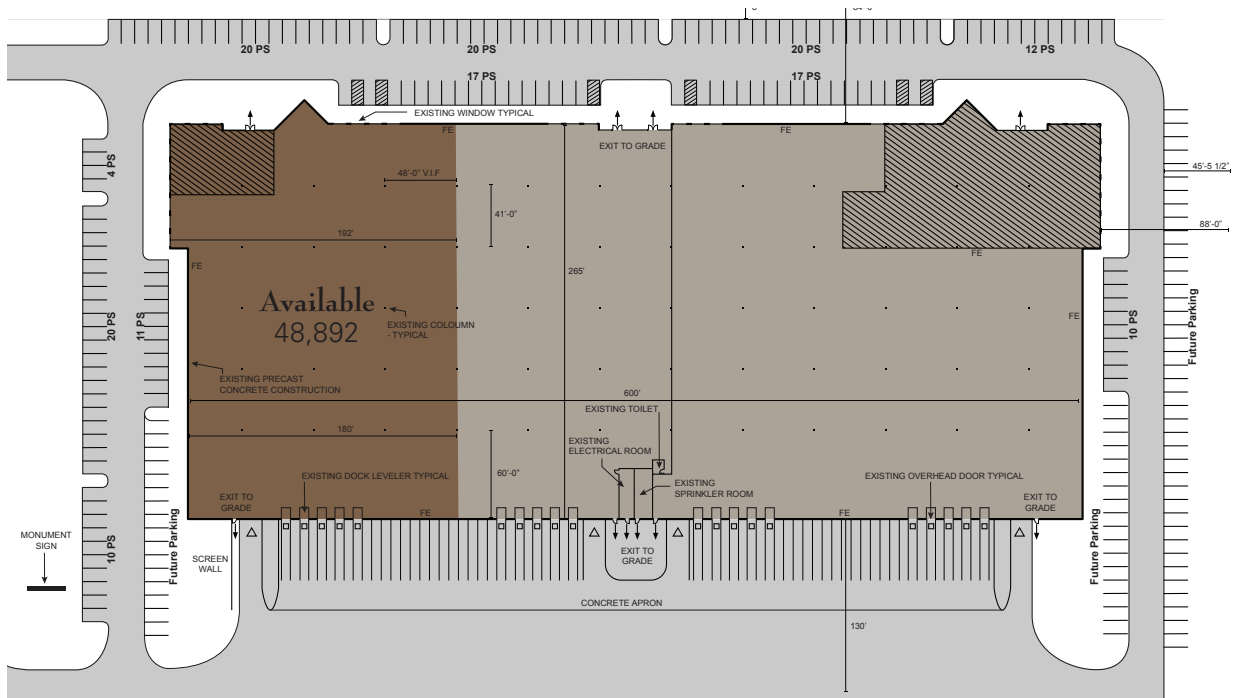 20 PS
20 PS
20 PS
12 PS
17 PS
17 PS
EXISTING WINDOW TYPICAL
FE
FE
EXIT TO GRADE
4 PS
48'-0" V.I.F
41'-0"
45'-5 1/2"
88'-0"
192'
FE
FE
265'
Available
48,892
EXISTING COLOUMN
- TYPICAL
20 PS
11 PS
FE
10 PS
Future Parking
EXISTING PRECAST
CONCRETE CONSTRUCTION
600'
EXISTING TOILET
180'
EXISTING
ELECTRICAL ROOM
60'-0"
EXISTING DOCK LEVELER TYPICAL
EXISTING OVERHEAD DOOR TYPICAL
EXISTING
SPRINKLER ROOM
EXIT TO
GRADE
FE
FE
EXIT TO
GRADE
MONUMENT
SIGN
10 PS
Future Parking
SCREEN
WALL
EXIT TO
GRADE
Future Parking
CONCRETE APRON
130'